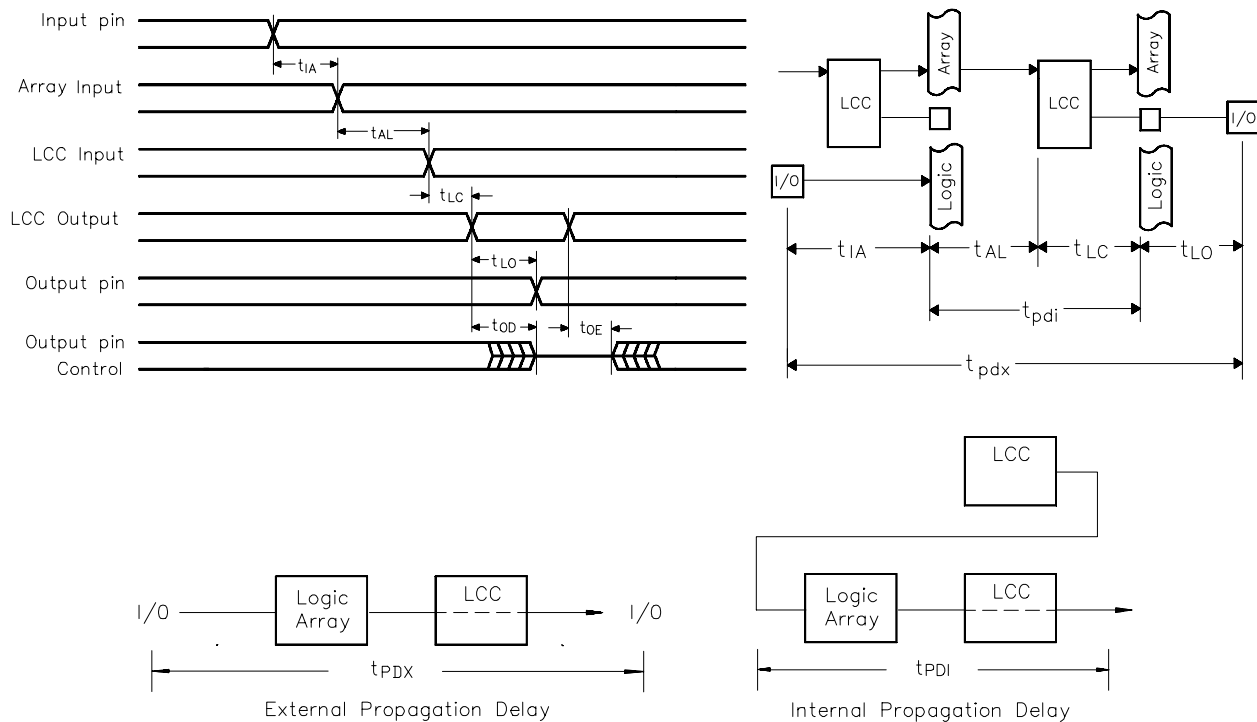 Input pin
tIA
Array Input
tAL
LCC Input
tLC
LCC Output
tLO
Output pin
tOD
tOE
Output pin
Control
LCC
Array
LCC
Array
I/O
I/O
Logic
Logic
tIA
tAL
tLC
tLO
tpdi
tpdx
I/O
Logic
Array
LCC
I/O
tPDX
External Propagation Delay
LCC
Logic
Array
LCC
tPDI
Internal Propagation Delay